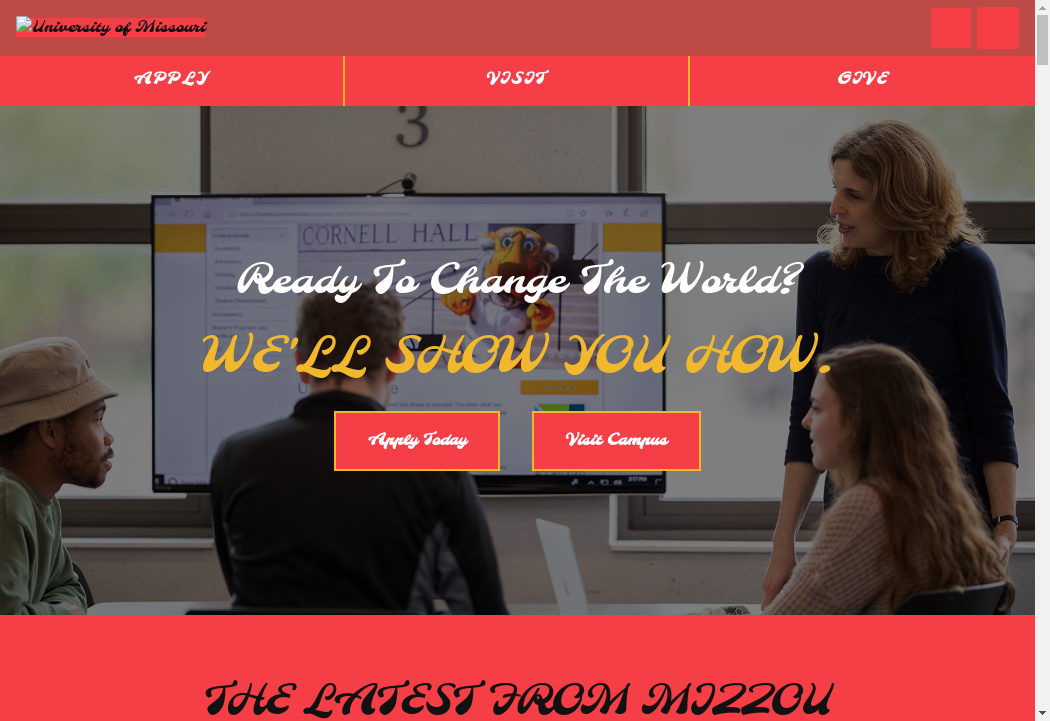 University of Missouri
APPLY
VISIT
GIVE
3
CORNELL HALL
Ready To Change The World?
WE'LL SHOW YOU HOW.
Apply Today
Visit Campus
THE LATEST FROM MIZZOU